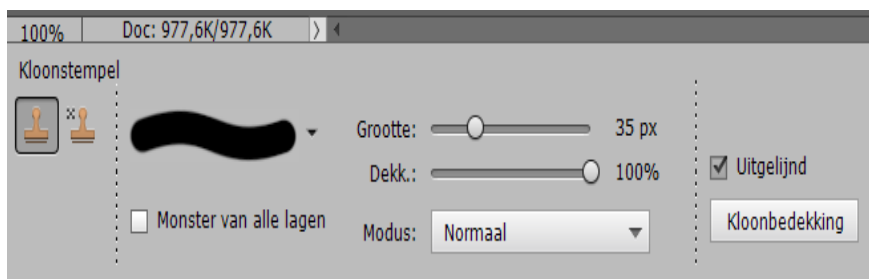 100% Doc: 977,6K/977,6K
Kloonstempel
Grootte: 35 px
Dekk.: 100%
Uitgelijnd
Monster van alle lagen
Modus: Normaal
Kloonbedekking